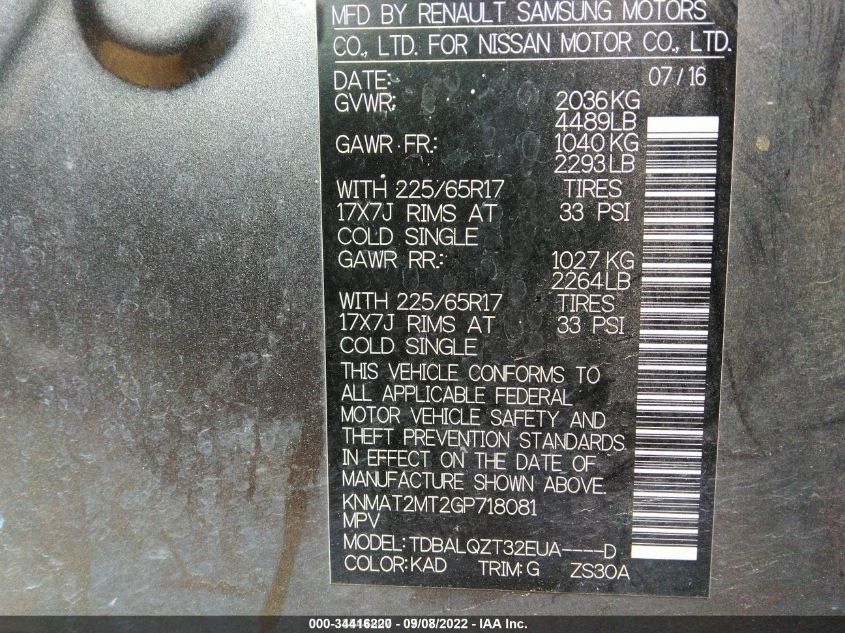 MFD BY RENAULT SAMSUNG MOTORS
CO., LTD. FOR NISSAN MOTOR CO., LTD.
DATE: 07/16
GVWR: 2036KG
4489LB
GAWR FR.: 1040 KG
2293LB
WITH 225/65R17 TIRES
17X7J RIMS AT 33 PSI
COLD SINGLE
GAWR RR.: 1027 KG
2264LB
WITH 225/65R17 TIRES
17X7J RIMS AT 33 PSI
COLD SINGLE
THIS VEHICLE CONFORMS TO
ALL APPLICABLE FEDERAL
MOTOR VEHICLE SAFETY AND
THEFT PREVENTION STANDARDS
IN EFFECT ON THE DATE OF
MANUFACTURE SHOWN ABOVE.
KNMAT2MT2GP718081
MPV
MODEL:TDBALQZT32EUA----D
COLOR:KAD TRIM:G ZS30A
000-34416220 - 09/08/2022 - IAA Inc.